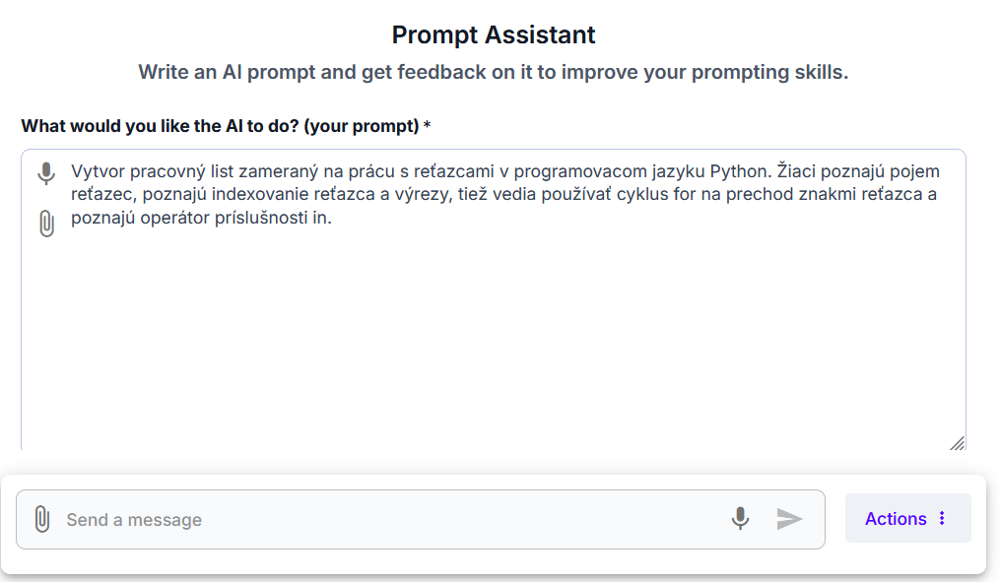 Prompt Assistant
Write an AI prompt and get feedback on it to improve your prompting skills.
What would you like the AI to do? (your prompt) *
Vytvor pracovný list zameraný na prácu s reťazcami v programovacom jazyku Python. Žiaci poznajú pojem
reťazec, poznajú indexovanie reťazca a výrezy, tiež vedia používať cyklus for na prechod znakmi reťazca a
poznajú operátor príslušnosti in.
Send a message
Actions